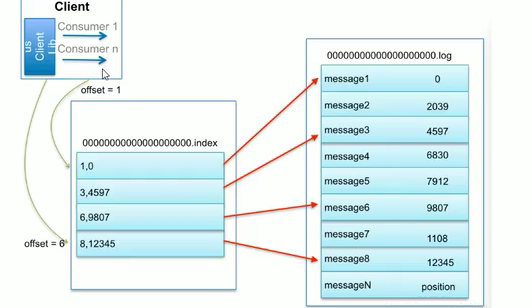 Client
Consumer 1
Consumer n
us
Client
Lib
offset = 1
00000000000000000000.index
1,0
3,4597
6,9807
8,12345
offset = 6
00000000000000000000.log
message1 0
message2 2039
message3 4597
message4 6830
message5 7912
message6 9807
message7 1108
message8 12345
messageN position